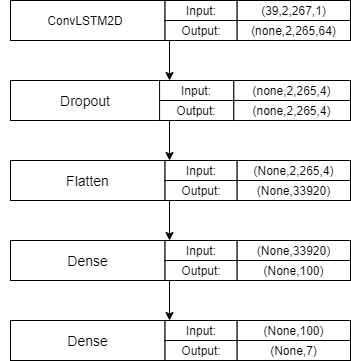 ConvLSTM2D Input: (39,2,267,1)
Output: (none,2,265,64)
Dropout Input: (none,2,265,4)
Output: (none,2,265,4)
Flatten Input: (None,2,265,4)
Output: (None,33920)
Dense Input: (None,33920)
Output: (None,100)
Dense Input: (None,100)
Output: (None,7)